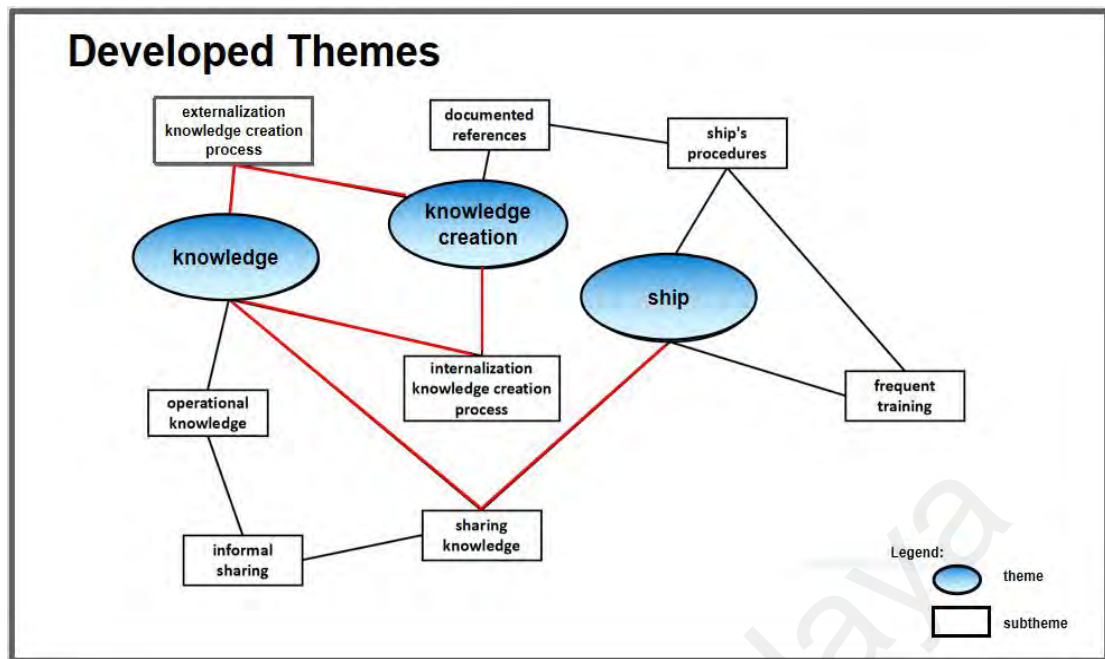 Developed Themes
externalization
knowledge creation
process
documented
references
ship's
procedures
knowledge
creation
knowledge
ship
internalization
knowledge creation
process
frequent
training
operational
knowledge
sharing
knowledge
informal
sharing
Legend:
theme
subtheme
laya